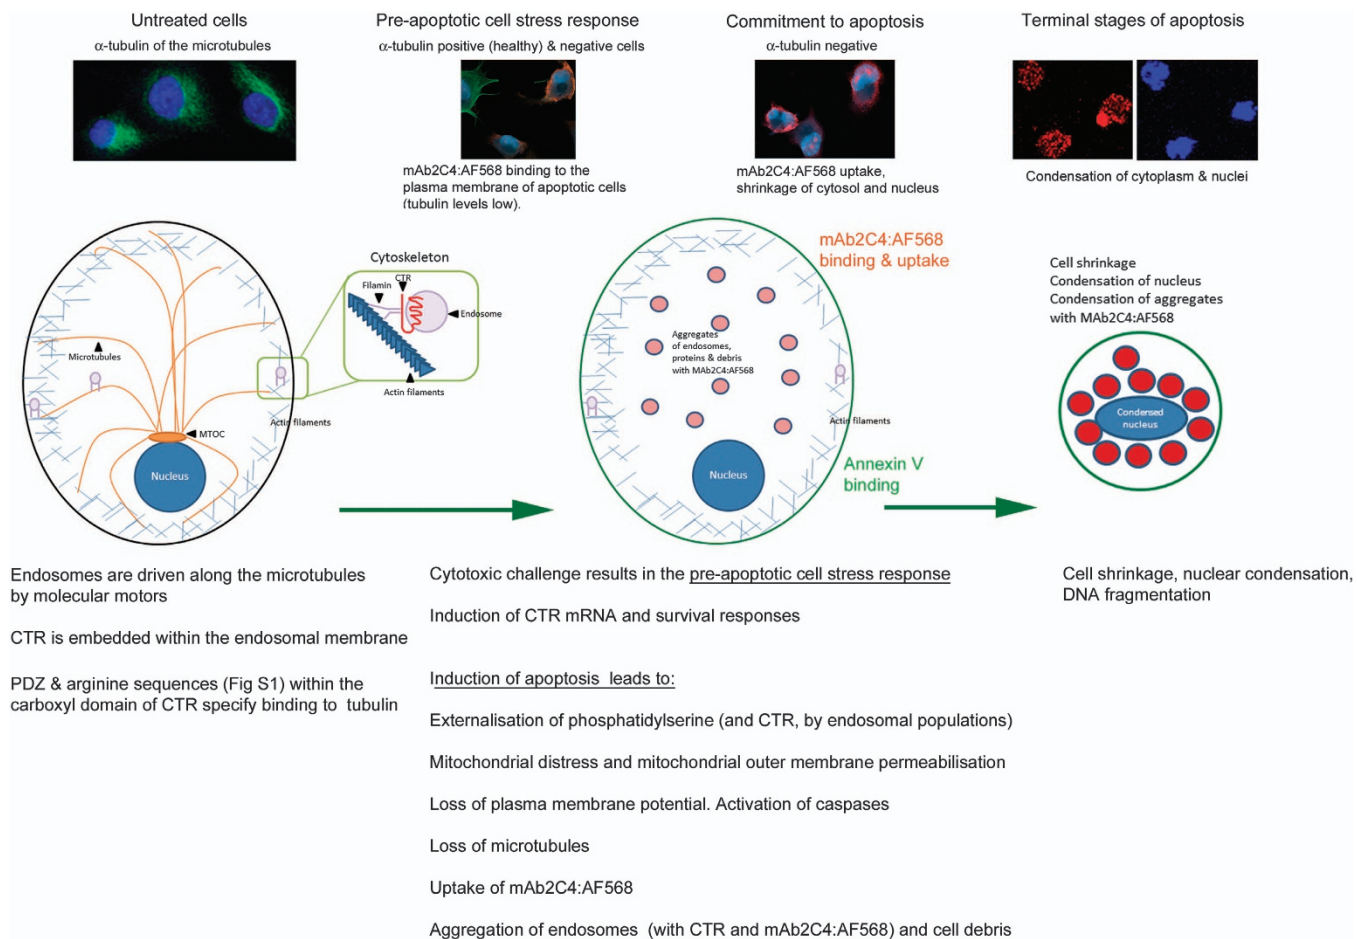 Untreated cells
α-tubulin of the microtubules
Pre-apoptotic cell stress response
α-tubulin positive (healthy) & negative cells
Commitment to apoptosis
α-tubulin negative
Terminal stages of apoptosis
mAb2C4:AF568 binding to the
plasma membrane of apoptotic cells
(tubulin levels low).
mAb2C4:AF568 uptake,
shrinkage of cytosol and nucleus
Condensation of cytoplasm & nuclei
Microtubules
MTOC
Nucleus
Actin filaments
Cytoskeleton
CTR
Filamin
Endosome
Actin filaments
mAb2C4:AF568
binding & uptake
Aggregates
of endosomes,
proteins & debris
with MAb2C4:AF568
Actin filaments
Nucleus
Annexin V
binding
Cell shrinkage
Condensation of nucleus
Condensation of aggregates
with MAb2C4:AF568
Condensed
nucleus
Endosomes are driven along the microtubules
by molecular motors
CTR is embedded within the endosomal membrane
PDZ & arginine sequences (Fig S1) within the
carboxyl domain of CTR specify binding to tubulin
Cytotoxic challenge results in the pre-apoptotic cell stress response
Induction of CTR mRNA and survival responses
Induction of apoptosis leads to:
Externalisation of phosphatidylserine (and CTR, by endosomal populations)
Mitochondrial distress and mitochondrial outer membrane permeabilisation
Loss of plasma membrane potential. Activation of caspases
Loss of microtubules
Uptake of mAb2C4:AF568
Aggregation of endosomes (with CTR and mAb2C4:AF568) and cell debris
Cell shrinkage, nuclear condensation,
DNA fragmentation